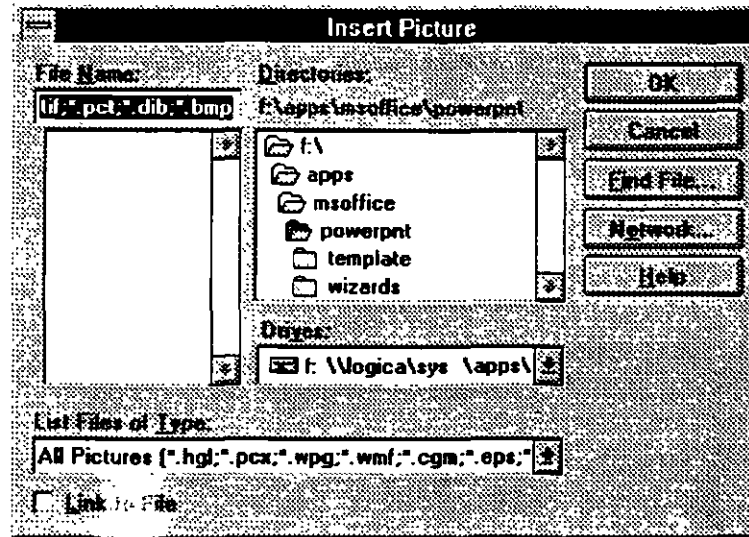 Insert Picture
File Name:
tif;*.pct;*.dib;*.bmp
Directories:
f:\apps\msoffice\powerpnt
f:\
apps
msoffice
powerpnt
template
wizards
Drives:
f: \\logica\sys \apps\
List Files of Type:
All Pictures (*.hgl;*.pcx;*.wpg;*.wmf;*.cgm;*.eps;*
Link to File
OK
Cancel
Find File...
Network...
Help